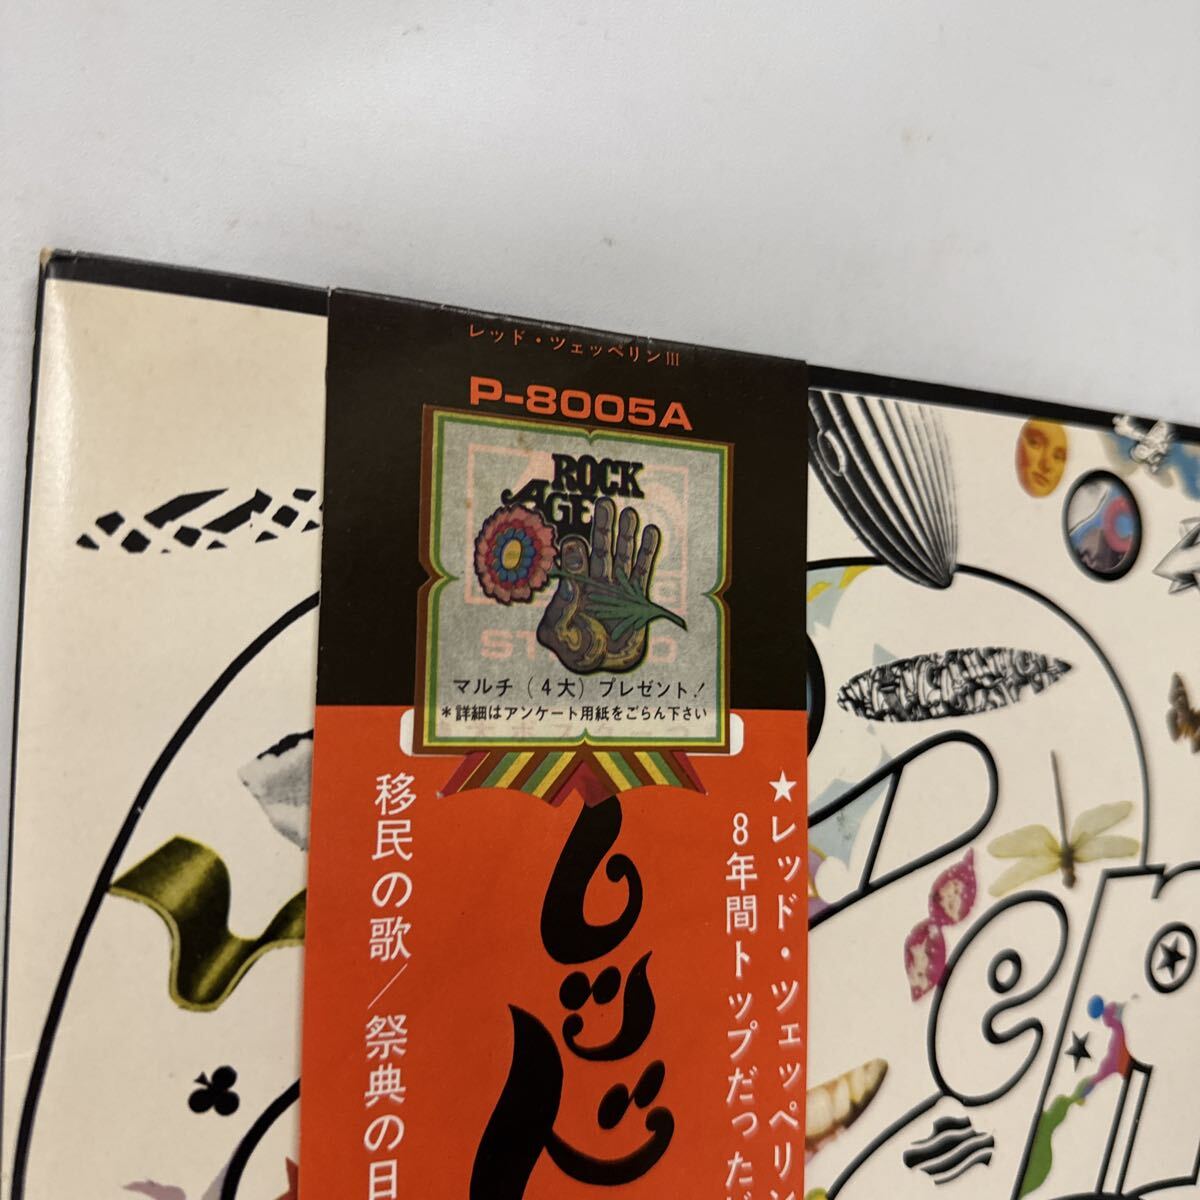 レッド・ツェッペリンIII
P-8005A
ROCK
AGE
マルチ(4大)プレゼント!
*詳細はアンケート用紙をごらん下さい
★レッド・ツェッペリン
8年間トップだった
レッド
移民の歌/祭典の日